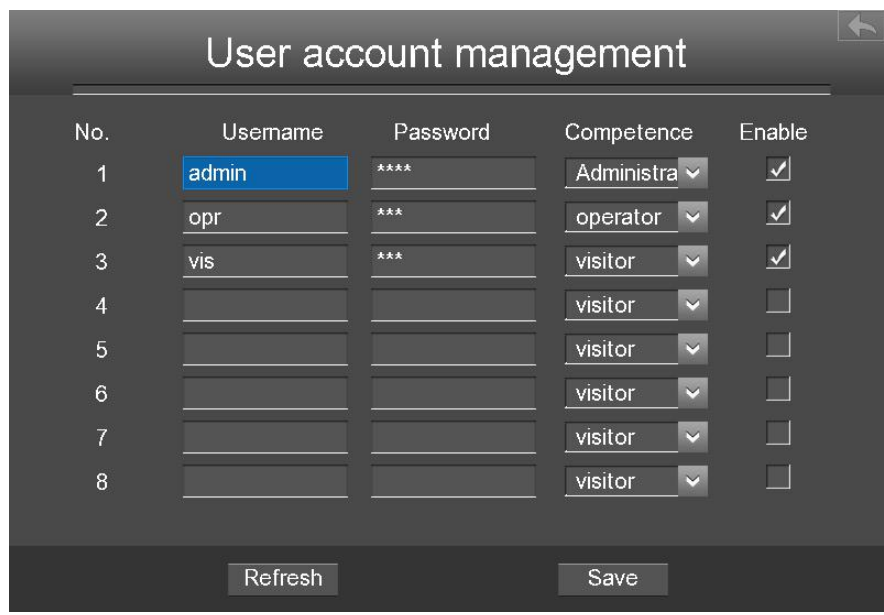 User account management
No. Username Password Competence Enable
1 admin **** Administra
2 opr *** operator
3 vis *** visitor
4 visitor
5 visitor
6 visitor
7 visitor
8 visitor
Refresh Save